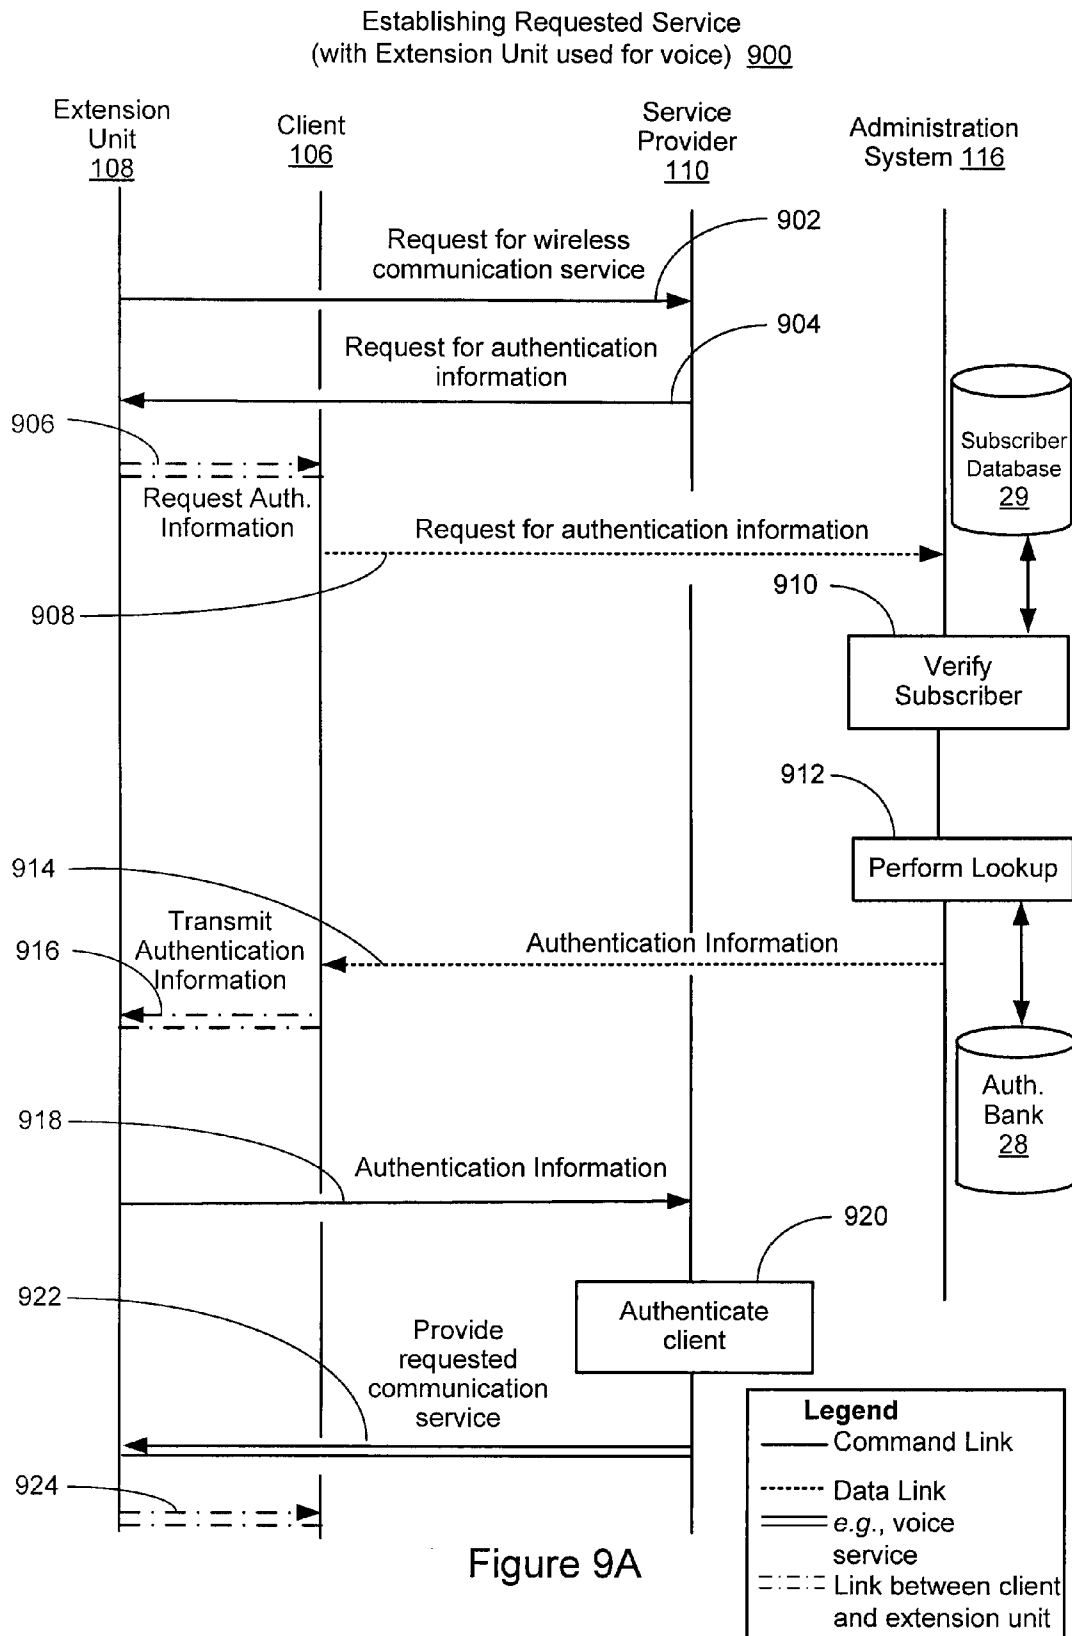 Establishing Requested Service
(with Extension Unit used for voice) 900
Extension
Unit
108
Client
106
Service
Provider
110
Administration
System 116
902
Request for wireless
communication service
904
Request for authentication
information
906
Subscriber
Database
29
Request Auth.
Information
Request for authentication information
908
910
Verify
Subscriber
912
Perform Lookup
914
Transmit
Authentication
Information
916
Authentication Information
Auth.
Bank
28
918
Authentication Information
920
Authenticate
client
922
Provide
requested
communication
service
924
Legend
Command Link
Data Link
e.g., voice
service
Link between client
and extension unit
Figure 9A